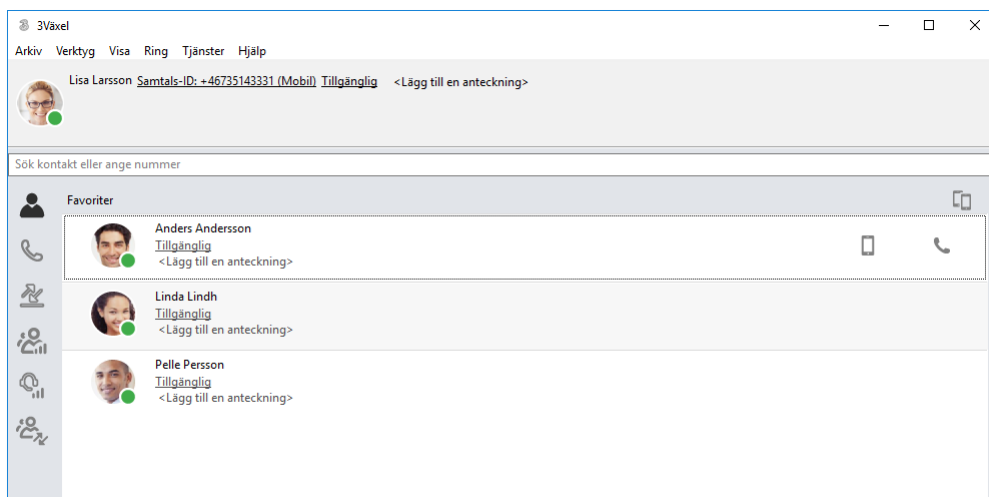 3Växel
Arkiv Verktyg Visa Ring Tjänster Hjälp
Lisa Larsson Samtals-ID: +46735143331 (Mobil) Tillgänglig <Lägg till en anteckning>
Sök kontakt eller ange nummer
Favoriter
Anders Andersson
Tillgänglig
<Lägg till en anteckning>
Linda Lindh
Tillgänglig
<Lägg till en anteckning>
Pelle Persson
Tillgänglig
<Lägg till en anteckning>